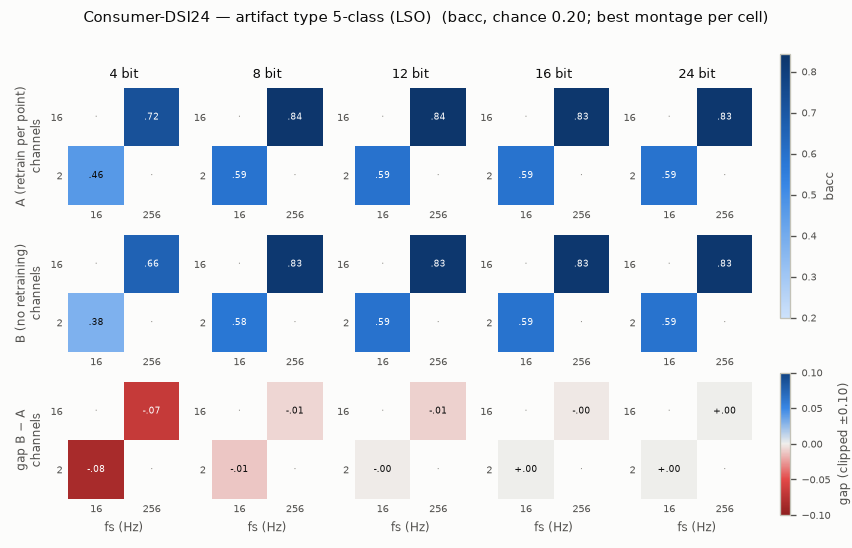 Consumer-DSI24 — artifact type 5-class (LSO)  (bacc, chance 0.20; best montage per cell)
4 bit 8 bit 12 bit 16 bit 24 bit
A (retrain per point)
channels
16 · .72 16 · .84 16 · .84 16 · .83 16 · .83
2 .46 · 2 .59 · 2 .59 · 2 .59 · 2 .59 ·
16 256 16 256 16 256 16 256 16 256
0.8
0.7
0.6
0.5
0.4
0.3
0.2
bacc
B (no retraining)
channels
16 · .66 16 · .83 16 · .83 16 · .83 16 · .83
2 .38 · 2 .58 · 2 .59 · 2 .59 · 2 .59 ·
16 256 16 256 16 256 16 256 16 256
gap B − A
channels
16 · -.07 16 · -.01 16 · -.01 16 · -.00 16 · +.00
2 -.08 · 2 -.01 · 2 -.00 · 2 +.00 · 2 +.00 ·
16 256 16 256 16 256 16 256 16 256
fs (Hz) fs (Hz) fs (Hz) fs (Hz) fs (Hz)
0.10
0.05
0.00
−0.05
−0.10
gap (clipped ±0.10)